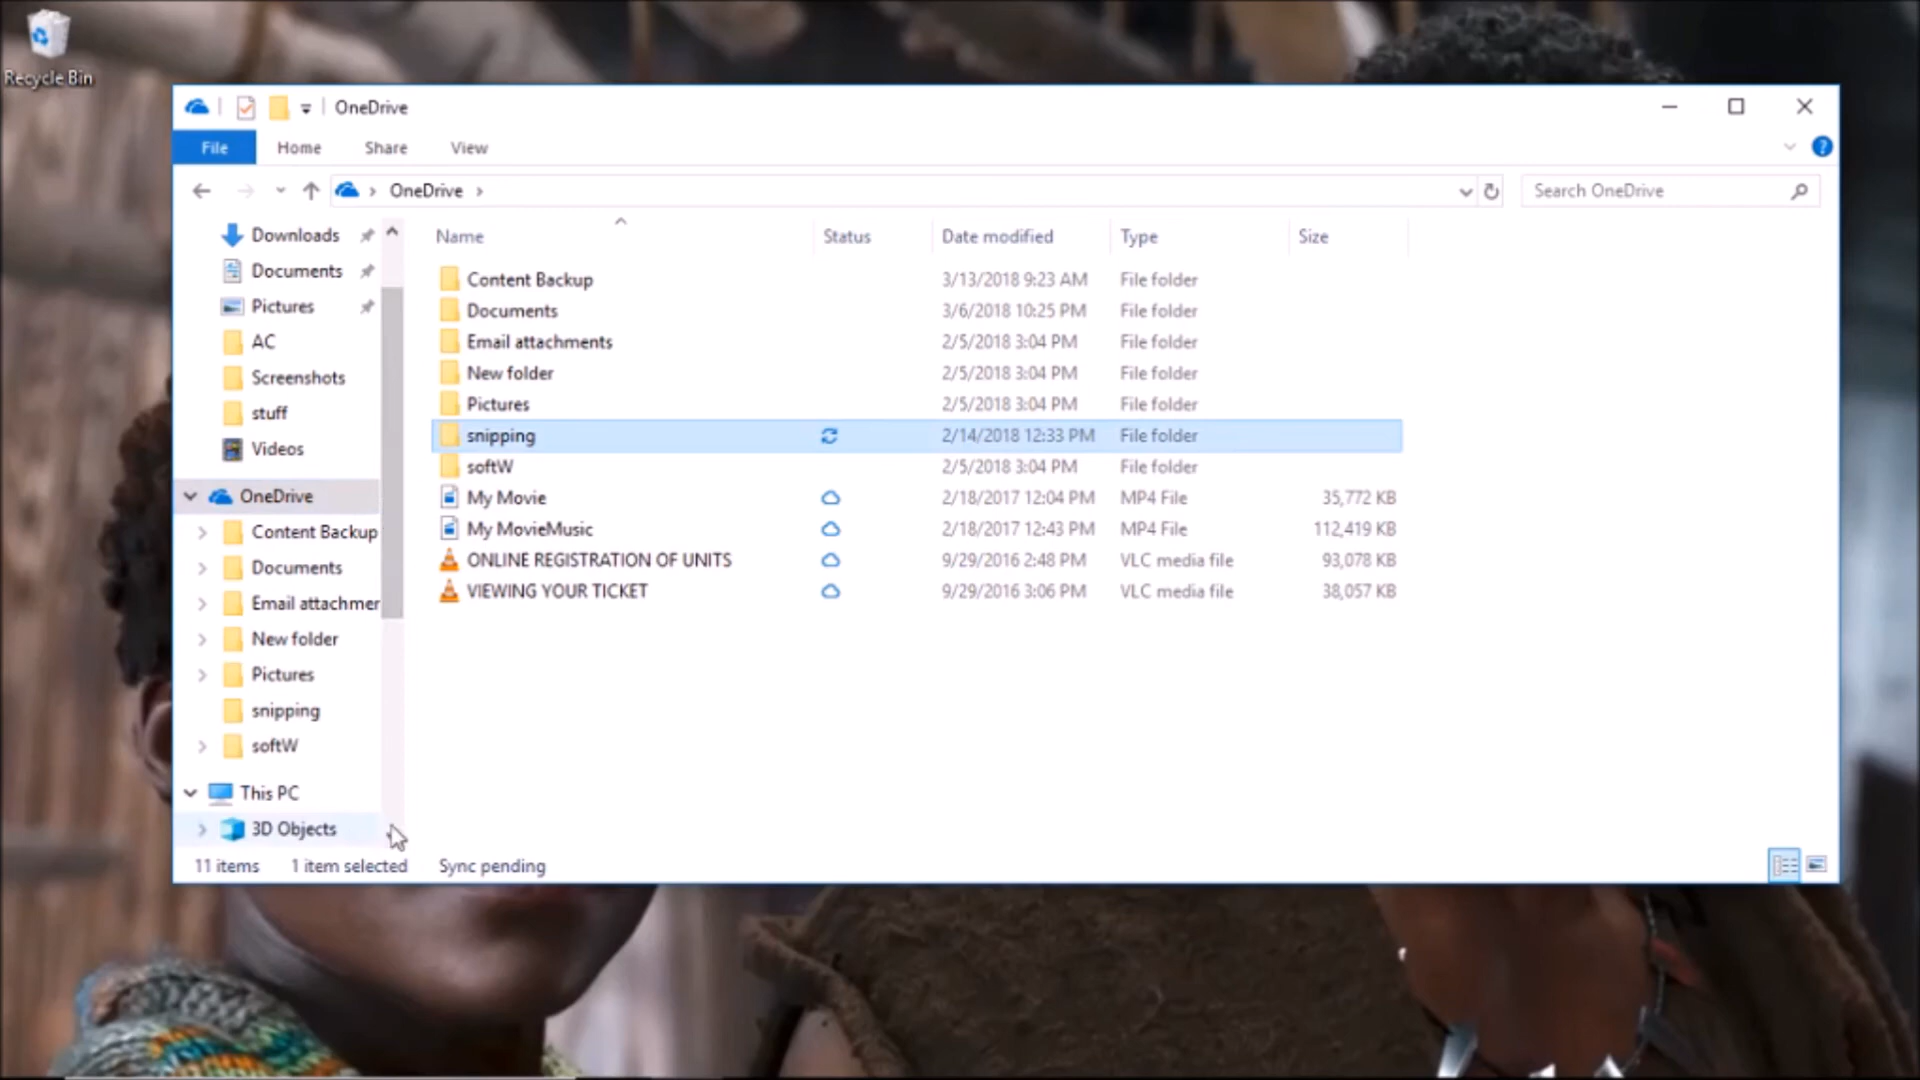 Recycle Bin
OneDrive
File Home Share View
OneDrive
Search OneDrive
Downloads
Documents
Pictures
AC
Screenshots
stuff
Videos
OneDrive
Content Backup
Documents
Email attachmer
New folder
Pictures
snipping
softW
This PC
3D Objects
Name Status Date modified Type Size
Content Backup 3/13/2018 9:23 AM File folder
Documents 3/6/2018 10:25 PM File folder
Email attachments 2/5/2018 3:04 PM File folder
New folder 2/5/2018 3:04 PM File folder
Pictures 2/5/2018 3:04 PM File folder
snipping 2/14/2018 12:33 PM File folder
softW 2/5/2018 3:04 PM File folder
My Movie 2/18/2017 12:04 PM MP4 File 35,772 KB
My MovieMusic 2/18/2017 12:43 PM MP4 File 112,419 KB
ONLINE REGISTRATION OF UNITS 9/29/2016 2:48 PM VLC media file 93,078 KB
VIEWING YOUR TICKET 9/29/2016 3:06 PM VLC media file 38,057 KB
11 items 1 item selected Sync pending